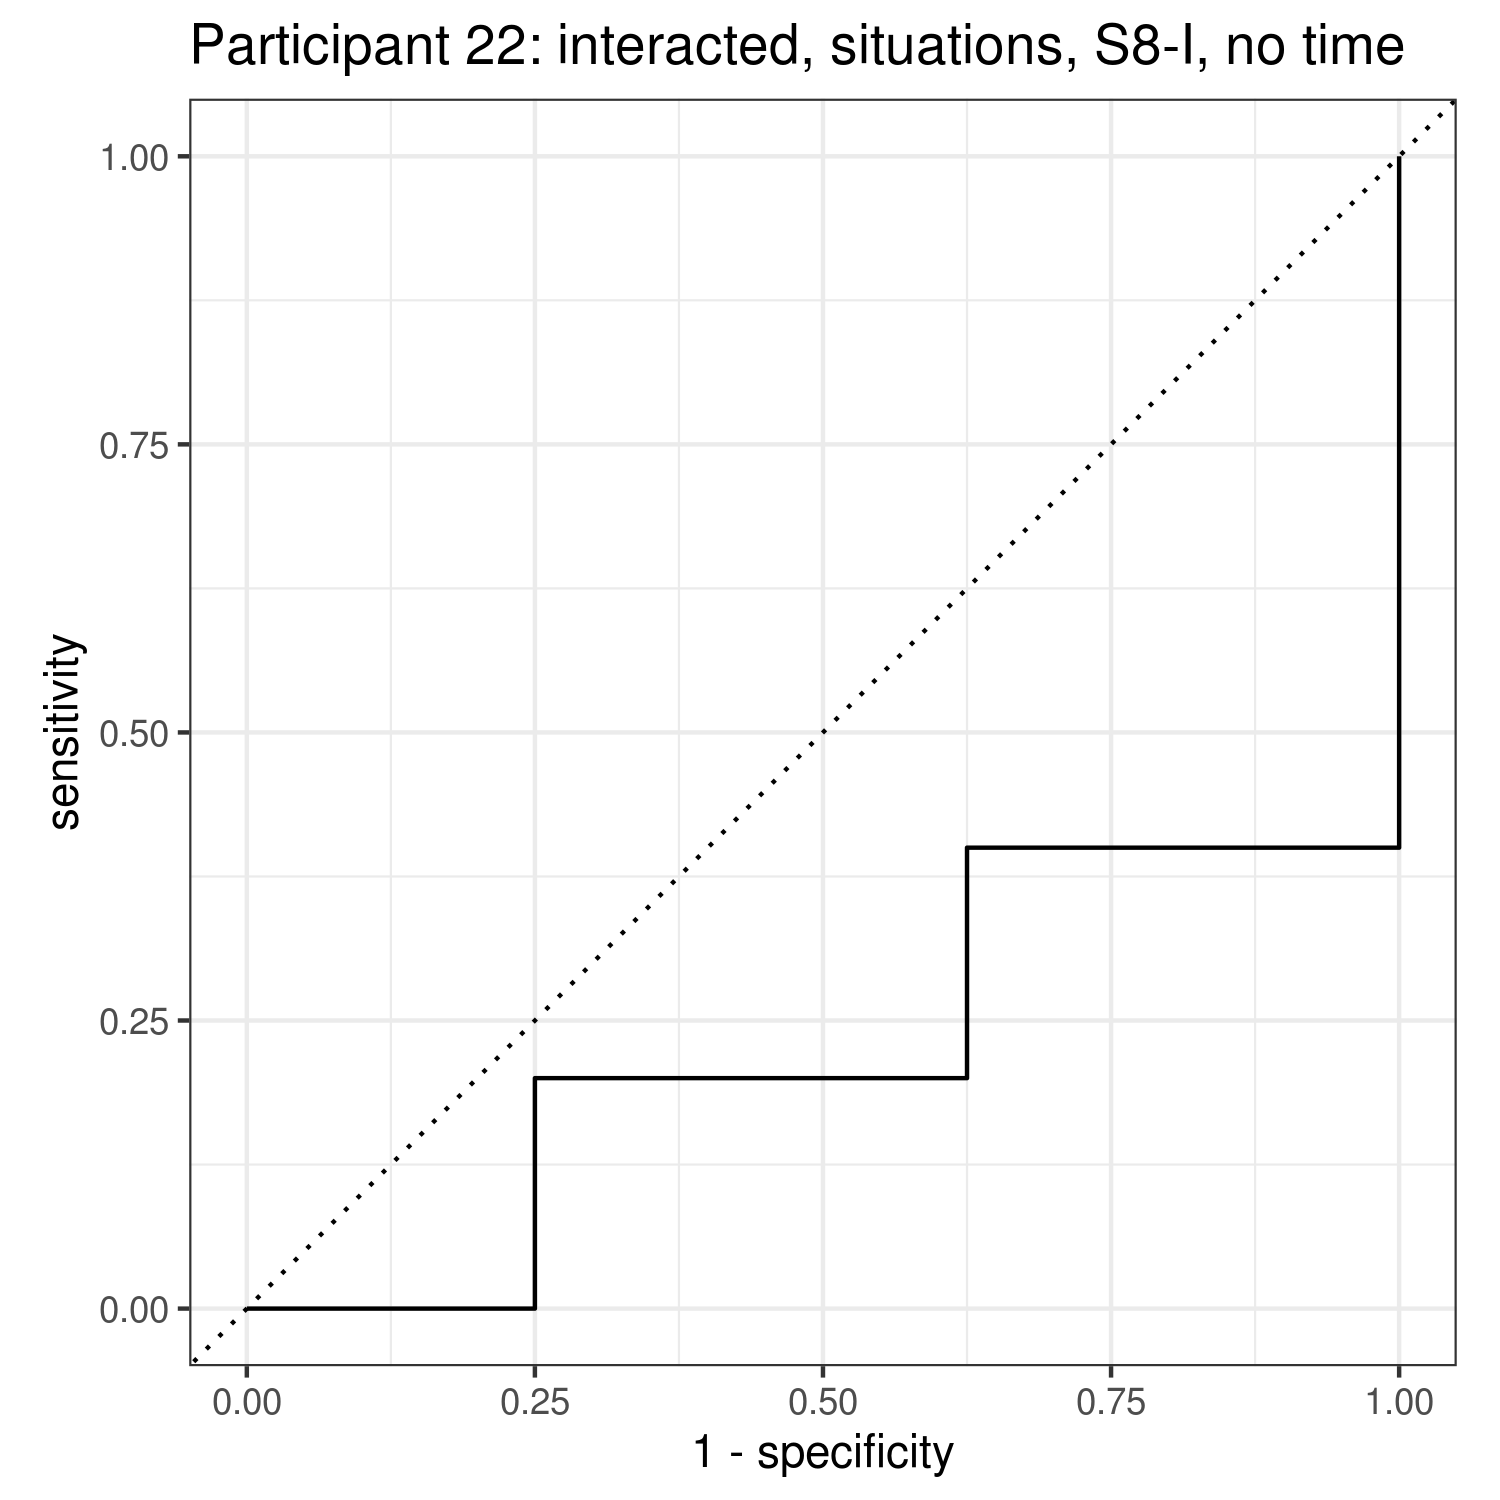 Participant 22: interacted, situations, S8-I, no time
1.00
0.75
0.50
0.25
0.00
sensitivity
0.00 0.25 0.50 0.75 1.00
1 - specificity